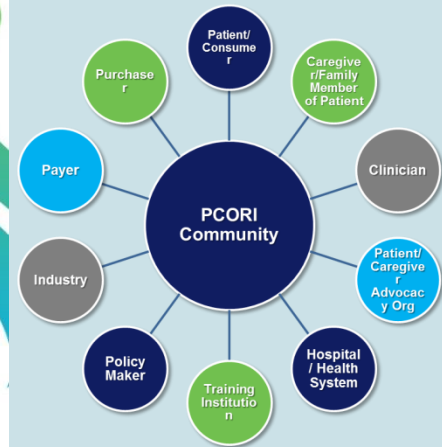 Patient/
Consume
r
Caregive
r/Family
Member
of Patient
Clinician
Patient/
Caregive
r
Advocac
y Org
Hospital
/ Health
System
Training
Institutio
n
Policy
Maker
Industry
Payer
Purchase
r
PCORI
Community